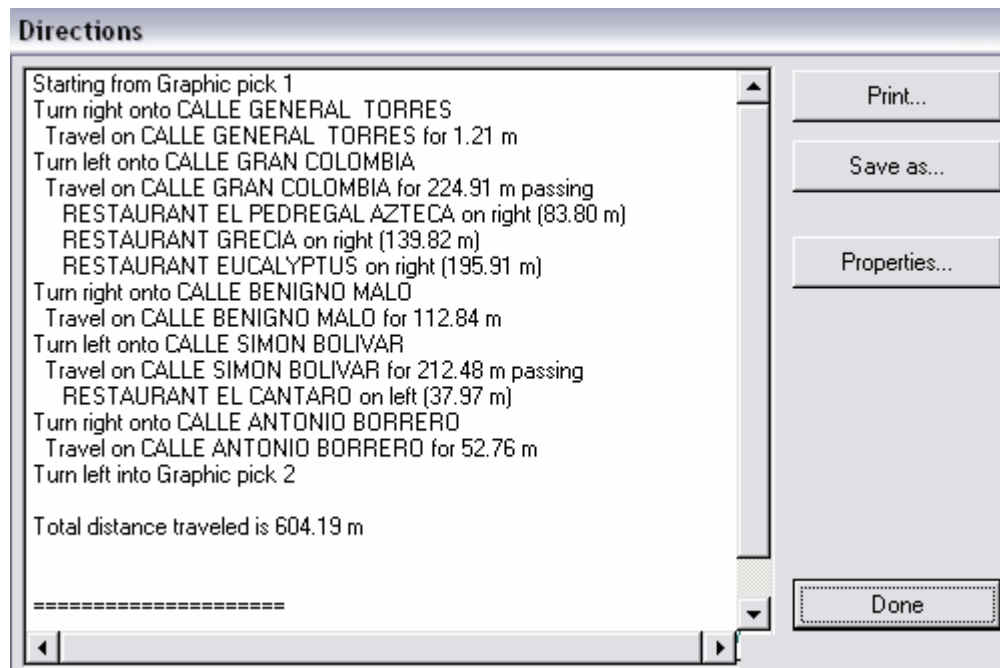 Directions
Starting from Graphic pick 1
Turn right onto CALLE GENERAL  TORRES
Travel on CALLE GENERAL  TORRES for 1.21 m
Turn left onto CALLE GRAN COLOMBIA
Travel on CALLE GRAN COLOMBIA for 224.91 m passing
RESTAURANT EL PEDREGAL AZTECA on right (83.80 m)
RESTAURANT GRECIA on right (139.82 m)
RESTAURANT EUCALYPTUS on right (195.91 m)
Turn right onto CALLE BENIGNO MALO
Travel on CALLE BENIGNO MALO for 112.84 m
Turn left onto CALLE SIMON BOLIVAR
Travel on CALLE SIMON BOLIVAR for 212.48 m passing
RESTAURANT EL CANTARO on left (37.97 m)
Turn right onto CALLE ANTONIO BORRERO
Travel on CALLE ANTONIO BORRERO for 52.76 m
Turn left into Graphic pick 2
Total distance traveled is 604.19 m
=====================
Print...
Save as...
Properties...
Done